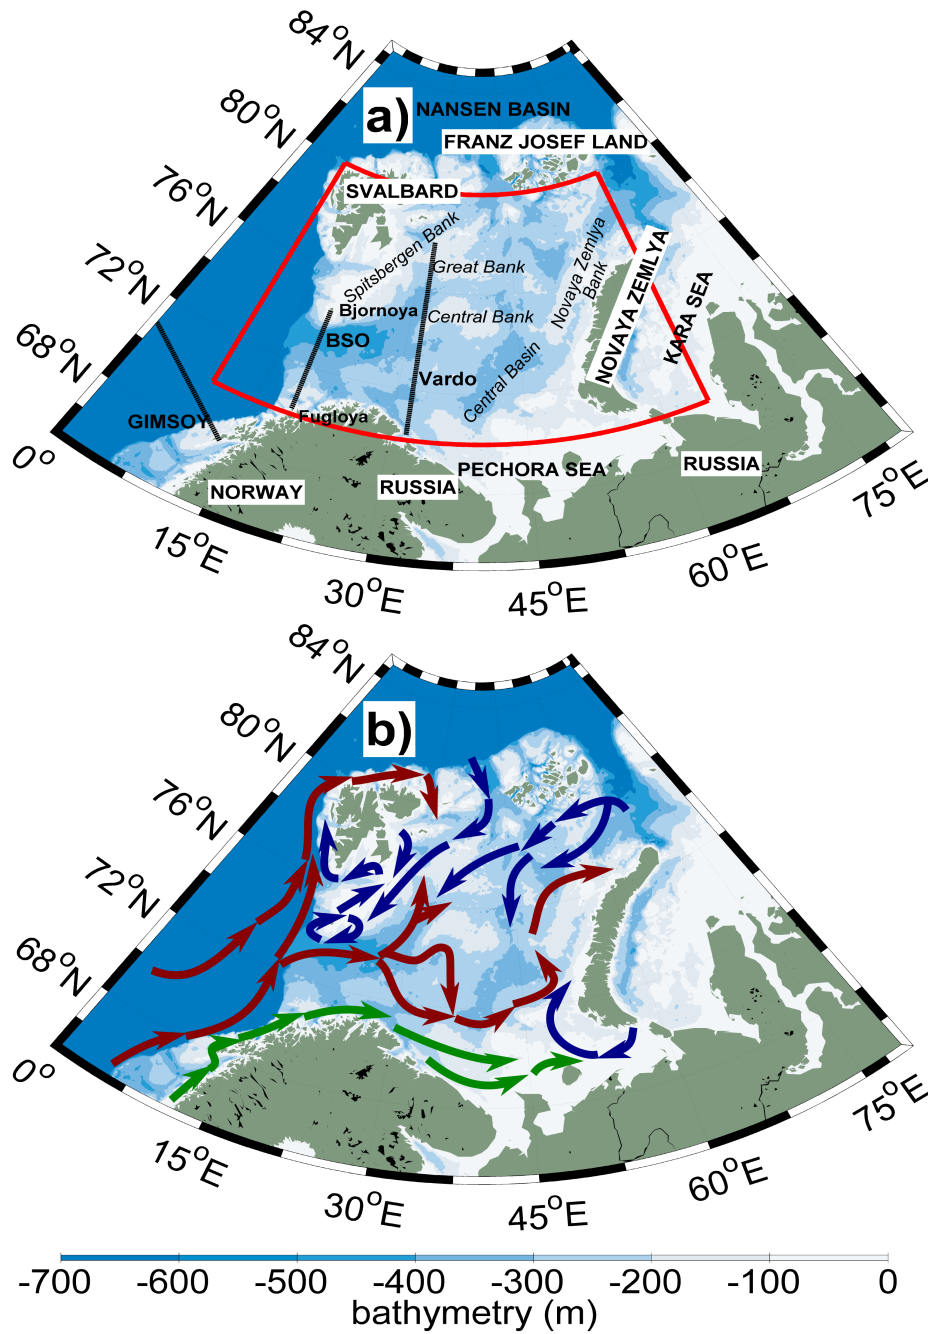 84°N
80°N
76°N
72°N
68°N
0°
15°E
30°E
45°E
60°E
75°E
a)
NANSEN BASIN
FRANZ JOSEF LAND
SVALBARD
Spitsbergen Bank
Great Bank
Novaya Zemlya
Bank
NOVAYA ZEMLYA
KARA SEA
Bjornoya
Central Bank
BSO
Vardo
Central Basin
GIMSOY
Fugloya
PECHORA SEA
NORWAY
RUSSIA
RUSSIA
84°N
80°N
76°N
72°N
68°N
0°
15°E
30°E
45°E
60°E
75°E
b)
-700 -600 -500 -400 -300 -200 -100 0
bathymetry (m)